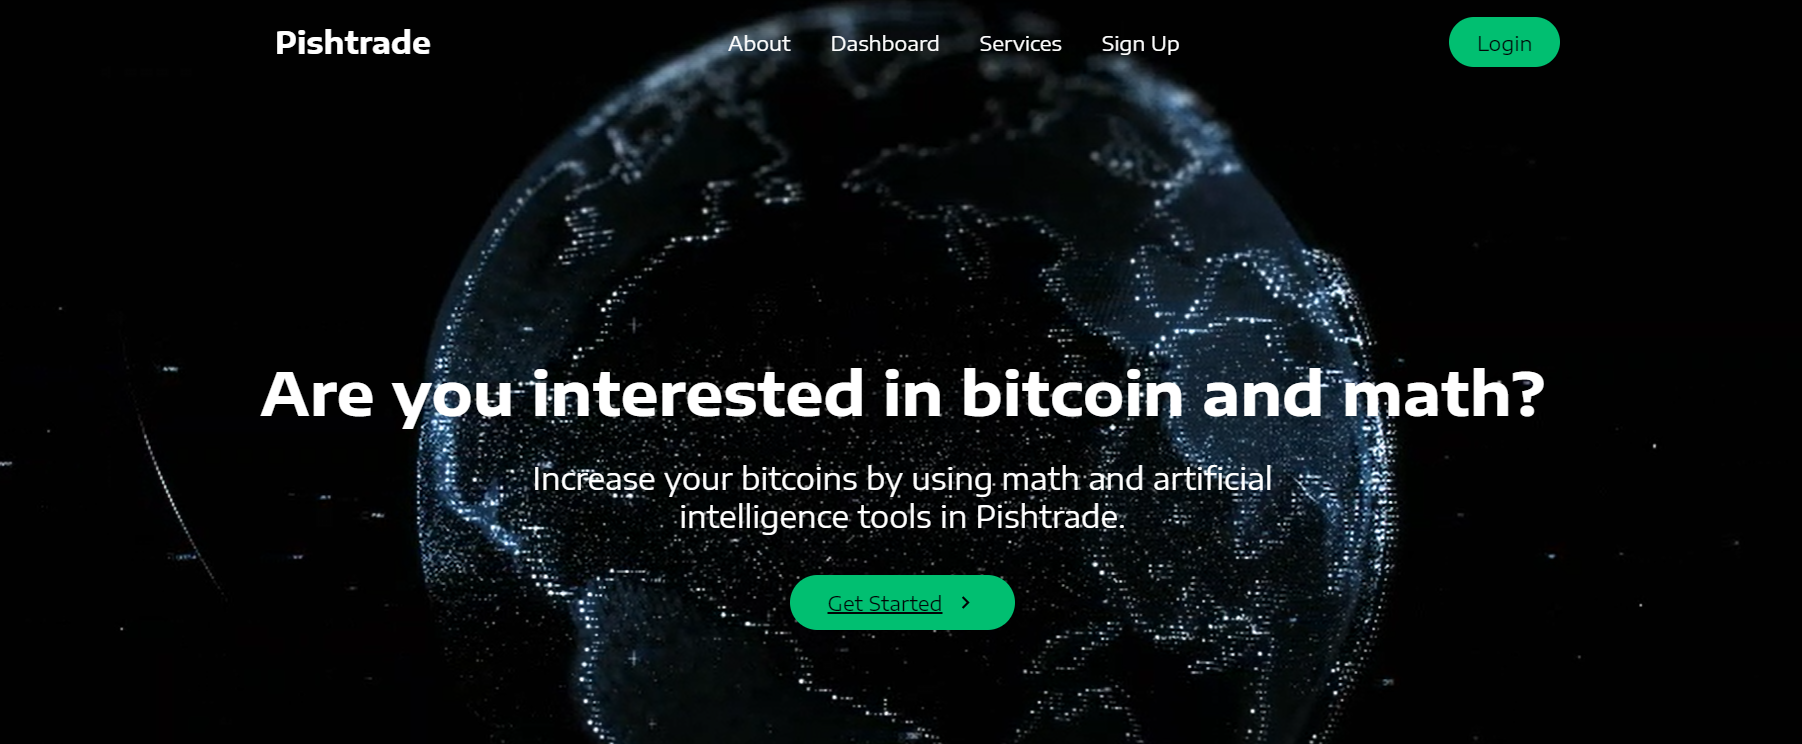 Pishtrade
About Dashboard Services Sign Up
Login
Are you interested in bitcoin and math?
Increase your bitcoins by using math and artificial
intelligence tools in Pishtrade.
Get Started